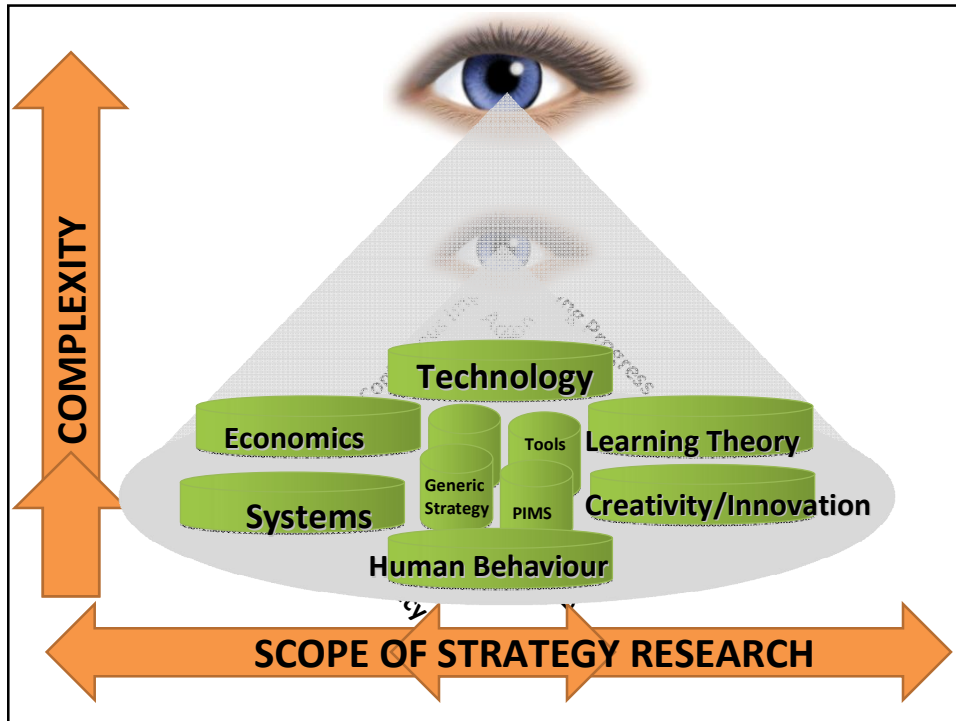 COMPLEXITY
Technology
Economics
Tools
Learning Theory
Generic
Strategy
Systems
PIMS
Creativity/Innovation
Human Behaviour
SCOPE OF STRATEGY RESEARCH